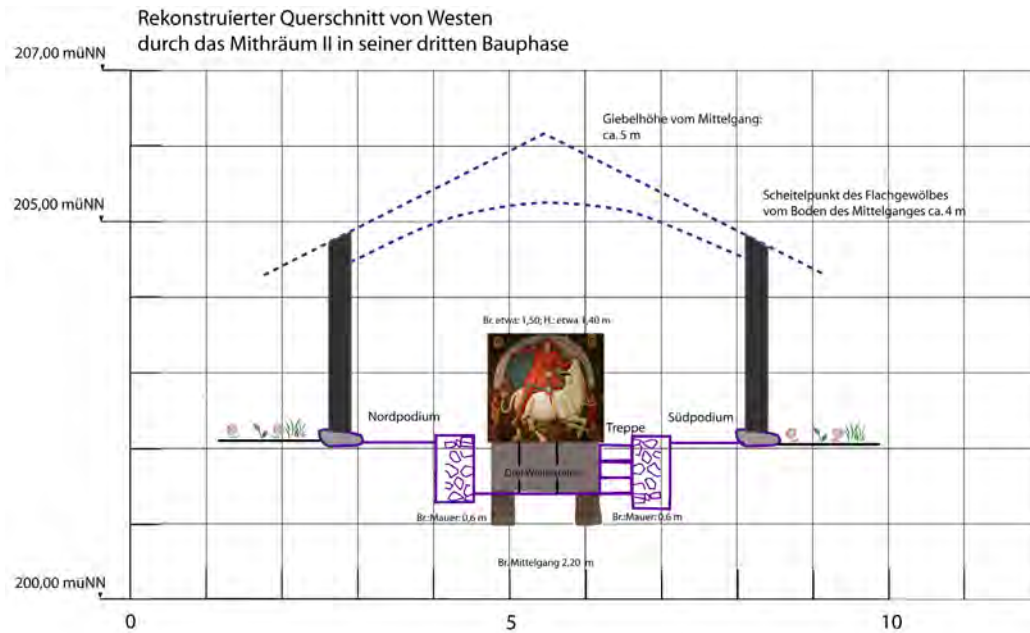 Rekonstruierter Querschnitt von Westen
durch das Mithräum II in seiner dritten Bauphase
207,00 müNN
Giebelhöhe vom Mittelgang:
ca. 5 m
Scheitelpunkt des Flachgewölbes
vom Boden des Mittelganges ca. 4 m
205,00 müNN
Br. etwa: 1,50; H.: etwa 1,40 m
Nordpodium
Treppe
Südpodium
Drei Weihesteine
Br.:Mauer: 0,6 m
Br.:Mauer: 0,6 m
Br. Mittelgang 2,20 m
200,00 müNN
0
5
10